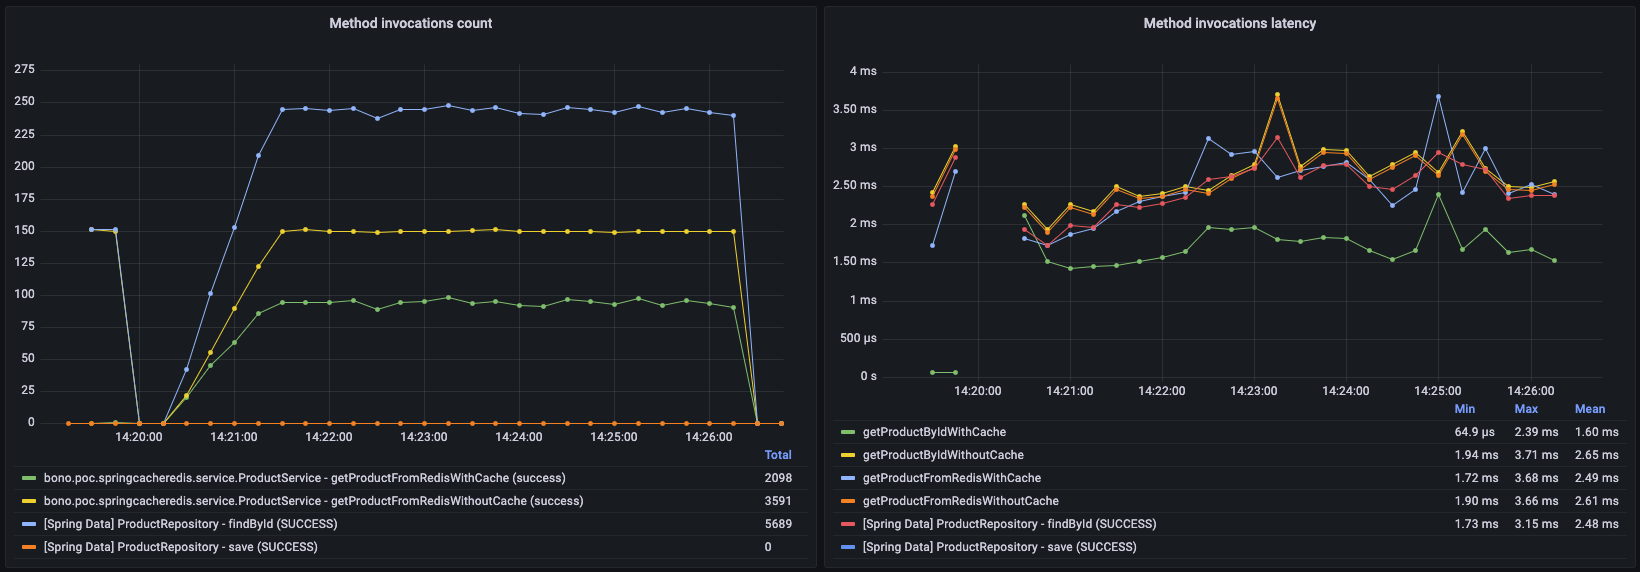 Method invocations count
275
250
225
200
175
150
125
100
75
50
25
0
14:20:00 14:21:00 14:22:00 14:23:00 14:24:00 14:25:00 14:26:00
Total
bono.poc.springcacheredis.service.ProductService - getProductFromRedisWithCache (success) 2098
bono.poc.springcacheredis.service.ProductService - getProductFromRedisWithoutCache (success) 3591
[Spring Data] ProductRepository - findById (SUCCESS) 5689
[Spring Data] ProductRepository - save (SUCCESS) 0
Method invocations latency
4 ms
3.50 ms
3 ms
2.50 ms
2 ms
1.50 ms
1 ms
500 µs
0 s
14:20:00 14:21:00 14:22:00 14:23:00 14:24:00 14:25:00 14:26:00
Min Max Mean
getProductByIdWithCache 64.9 µs 2.39 ms 1.60 ms
getProductByIdWithoutCache 1.94 ms 3.71 ms 2.65 ms
getProductFromRedisWithCache 1.72 ms 3.68 ms 2.49 ms
getProductFromRedisWithoutCache 1.90 ms 3.66 ms 2.61 ms
[Spring Data] ProductRepository - findById (SUCCESS) 1.73 ms 3.15 ms 2.48 ms
[Spring Data] ProductRepository - save (SUCCESS)